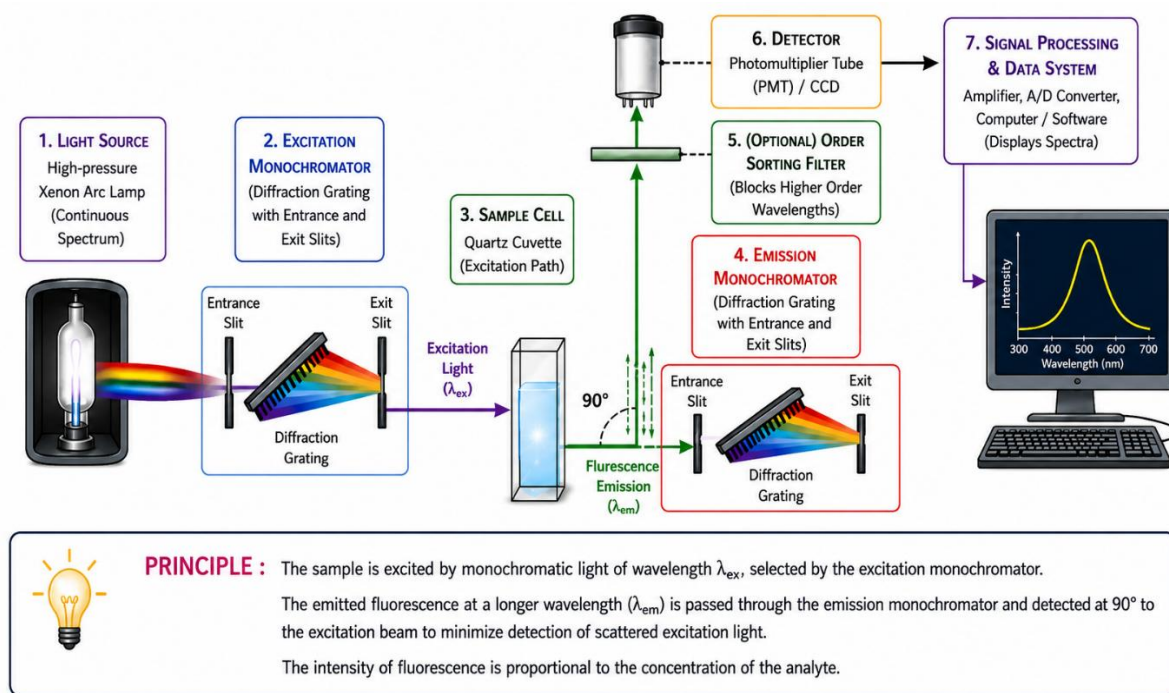 1. LIGHT SOURCE
High-pressure
Xenon Arc Lamp
(Continuous
Spectrum)
2. EXCITATION
MONOCHROMATOR
(Diffraction Grating
with Entrance and
Exit Slits)
Entrance
Slit
Exit
Slit
Diffraction
Grating
Excitation
Light
(λex)
3. SAMPLE CELL
Quartz Cuvette
(Excitation Path)
90°
Flurescence
Emission
(λem)
4. EMISSION
MONOCHROMATOR
(Diffraction Grating
with Entrance and
Exit Slits)
Entrance
Slit
Exit
Slit
Diffraction
Grating
5. (OPTIONAL) ORDER
SORTING FILTER
(Blocks Higher Order
Wavelengths)
6. DETECTOR
Photomultiplier Tube
(PMT) / CCD
7. SIGNAL PROCESSING
& DATA SYSTEM
Amplifier, A/D Converter,
Computer / Software
(Displays Spectra)
Intensity
300 400 500 600 700
Wavelength (nm)
PRINCIPLE : The sample is excited by monochromatic light of wavelength λex, selected by the excitation monochromator.
The emitted fluorescence at a longer wavelength (λem) is passed through the emission monochromator and detected at 90° to
the excitation beam to minimize detection of scattered excitation light.
The intensity of fluorescence is proportional to the concentration of the analyte.